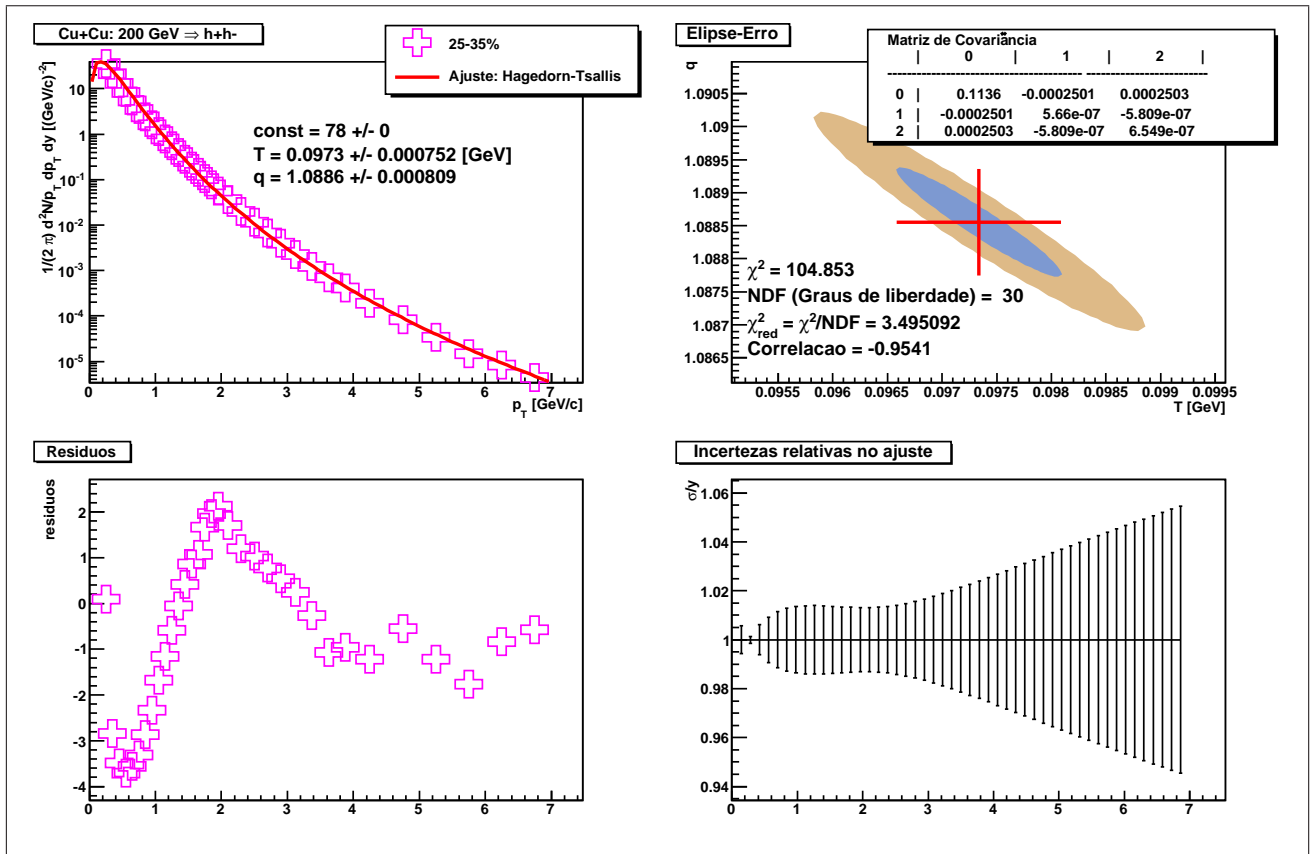 Cu+Cu: 200 GeV ⇒ h+h-
25-35%
Ajuste: Hagedorn-Tsallis
1/(2 π) d²N/p_T dp_T dy [(GeV/c)⁻²]
10
1
10⁻¹
10⁻²
10⁻³
10⁻⁴
10⁻⁵
const = 78 +/- 0
T = 0.0973 +/- 0.000752 [GeV]
q = 1.0886 +/- 0.000809
0 1 2 3 4 5 6 7
p_T [GeV/c]
Elipse-Erro
Matriz de Covariância
| 0 | 1 | 2 |
--------------------------------------------------------------
0 | 0.1136 -0.0002501 0.0002503
1 | -0.0002501 5.66e-07 -5.809e-07
2 | 0.0002503 -5.809e-07 6.549e-07
q
1.0905
1.09
1.0895
1.089
1.0885
1.088
1.0875
1.087
1.0865
χ² = 104.853
NDF (Graus de liberdade) = 30
χ²_red = χ²/NDF = 3.495092
Correlacao = -0.9541
0.0955 0.096 0.0965 0.097 0.0975 0.098 0.0985 0.099 0.0995
T [GeV]
Residuos
residuos
2
1
0
-1
-2
-3
-4
0 1 2 3 4 5 6 7
Incertezas relativas no ajuste
σ/y
1.06
1.04
1.02
1
0.98
0.96
0.94
0 1 2 3 4 5 6 7